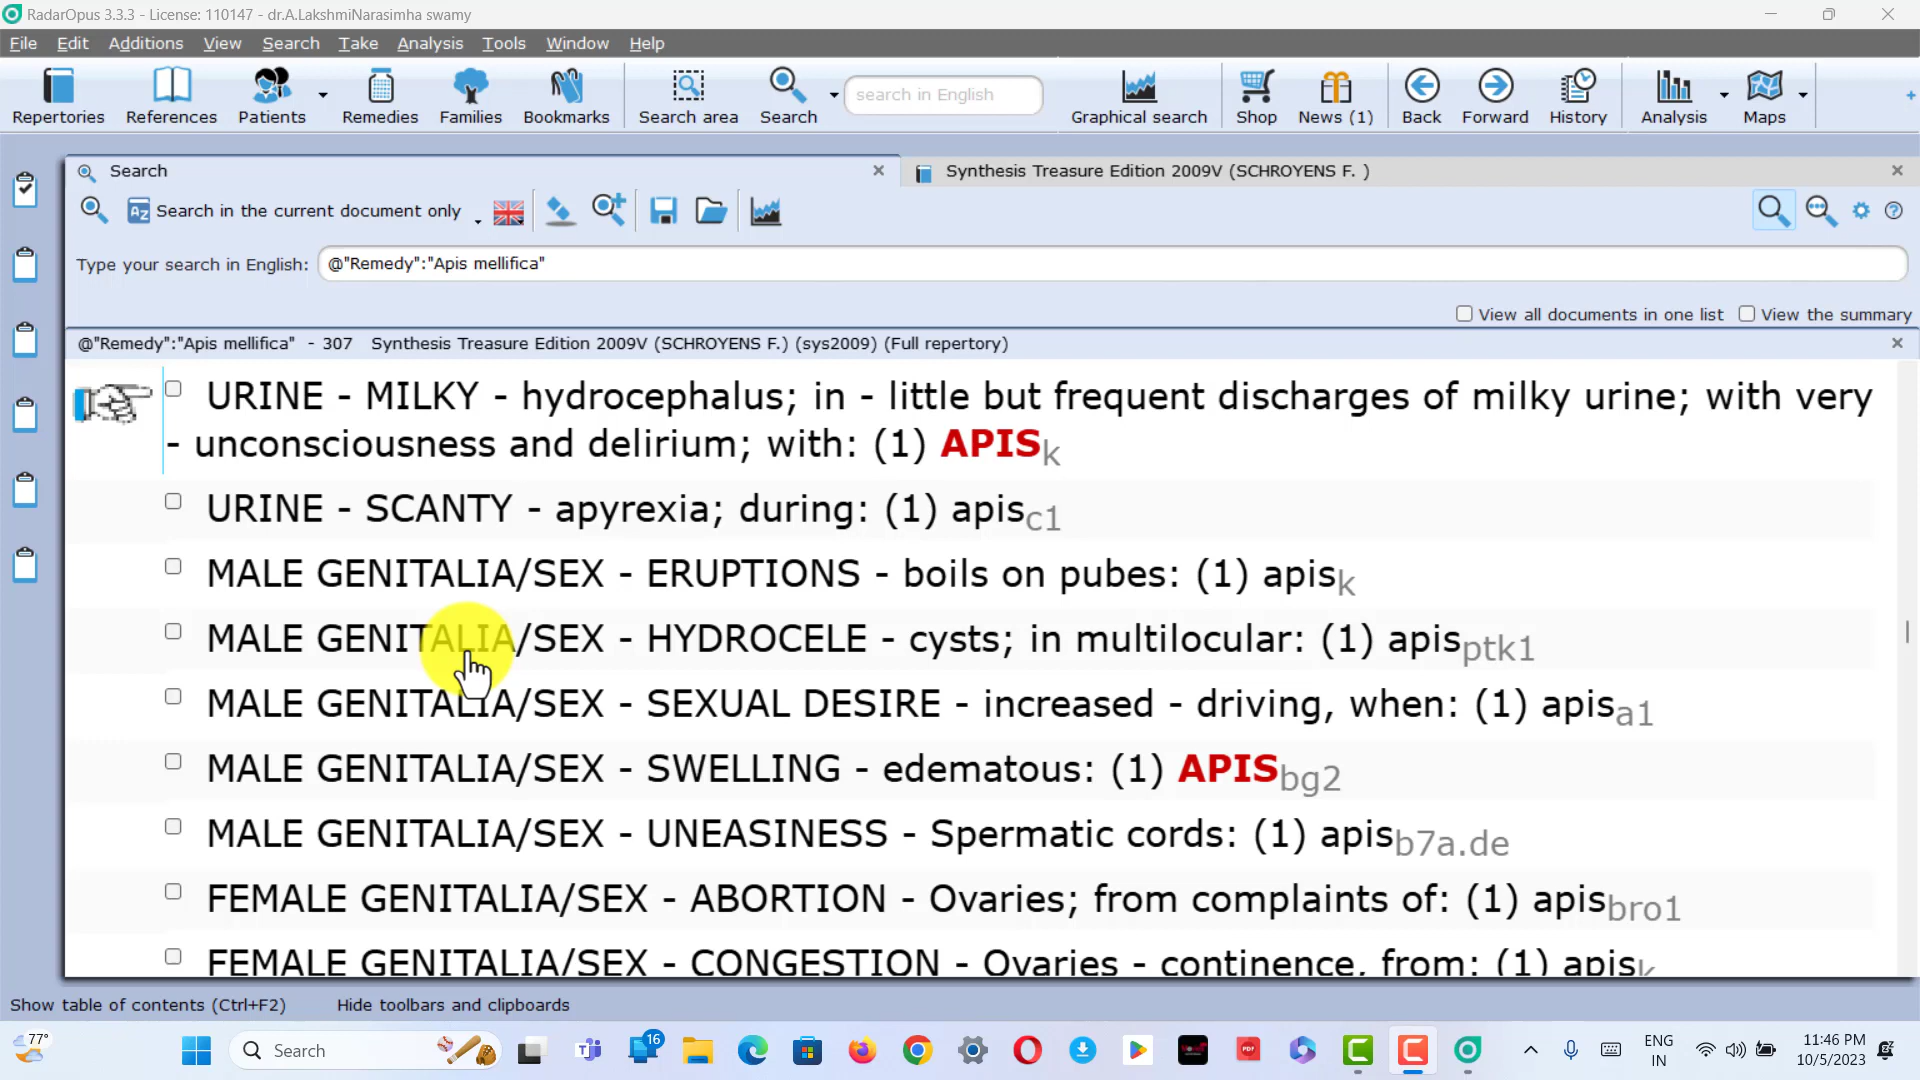 RadarOpus 3.3.3 - License: 110147 - dr.A.LakshmiNarasimha swamy
File Edit Additions View Search Take Analysis Tools Window Help
Repertories References Patients Remedies Families Bookmarks Search area Search search in English Graphical search Shop News (1) Back Forward History Analysis Maps
Search
Synthesis Treasure Edition 2009V (SCHROYENS F. )
AZ Search in the current document only
Type your search in English: @"Remedy":"Apis mellifica"
View all documents in one list View the summary
@"Remedy":"Apis mellifica" - 307 Synthesis Treasure Edition 2009V (SCHROYENS F.) (sys2009) (Full repertory)
URINE - MILKY - hydrocephalus; in - little but frequent discharges of milky urine; with very
- unconsciousness and delirium; with: (1) APISk
URINE - SCANTY - apyrexia; during: (1) apisc1
MALE GENITALIA/SEX - ERUPTIONS - boils on pubes: (1) apisk
MALE GENITALIA/SEX - HYDROCELE - cysts; in multilocular: (1) apisptk1
MALE GENITALIA/SEX - SEXUAL DESIRE - increased - driving, when: (1) apisa1
MALE GENITALIA/SEX - SWELLING - edematous: (1) APISbg2
MALE GENITALIA/SEX - UNEASINESS - Spermatic cords: (1) apisb7a.de
FEMALE GENITALIA/SEX - ABORTION - Ovaries; from complaints of: (1) apisbro1
FEMALE GENITALIA/SEX - CONGESTION - Ovaries - continence, from: (1) apisk
Show table of contents (Ctrl+F2) Hide toolbars and clipboards
77° Search 16 PDF ENG IN 11:46 PM 10/5/2023